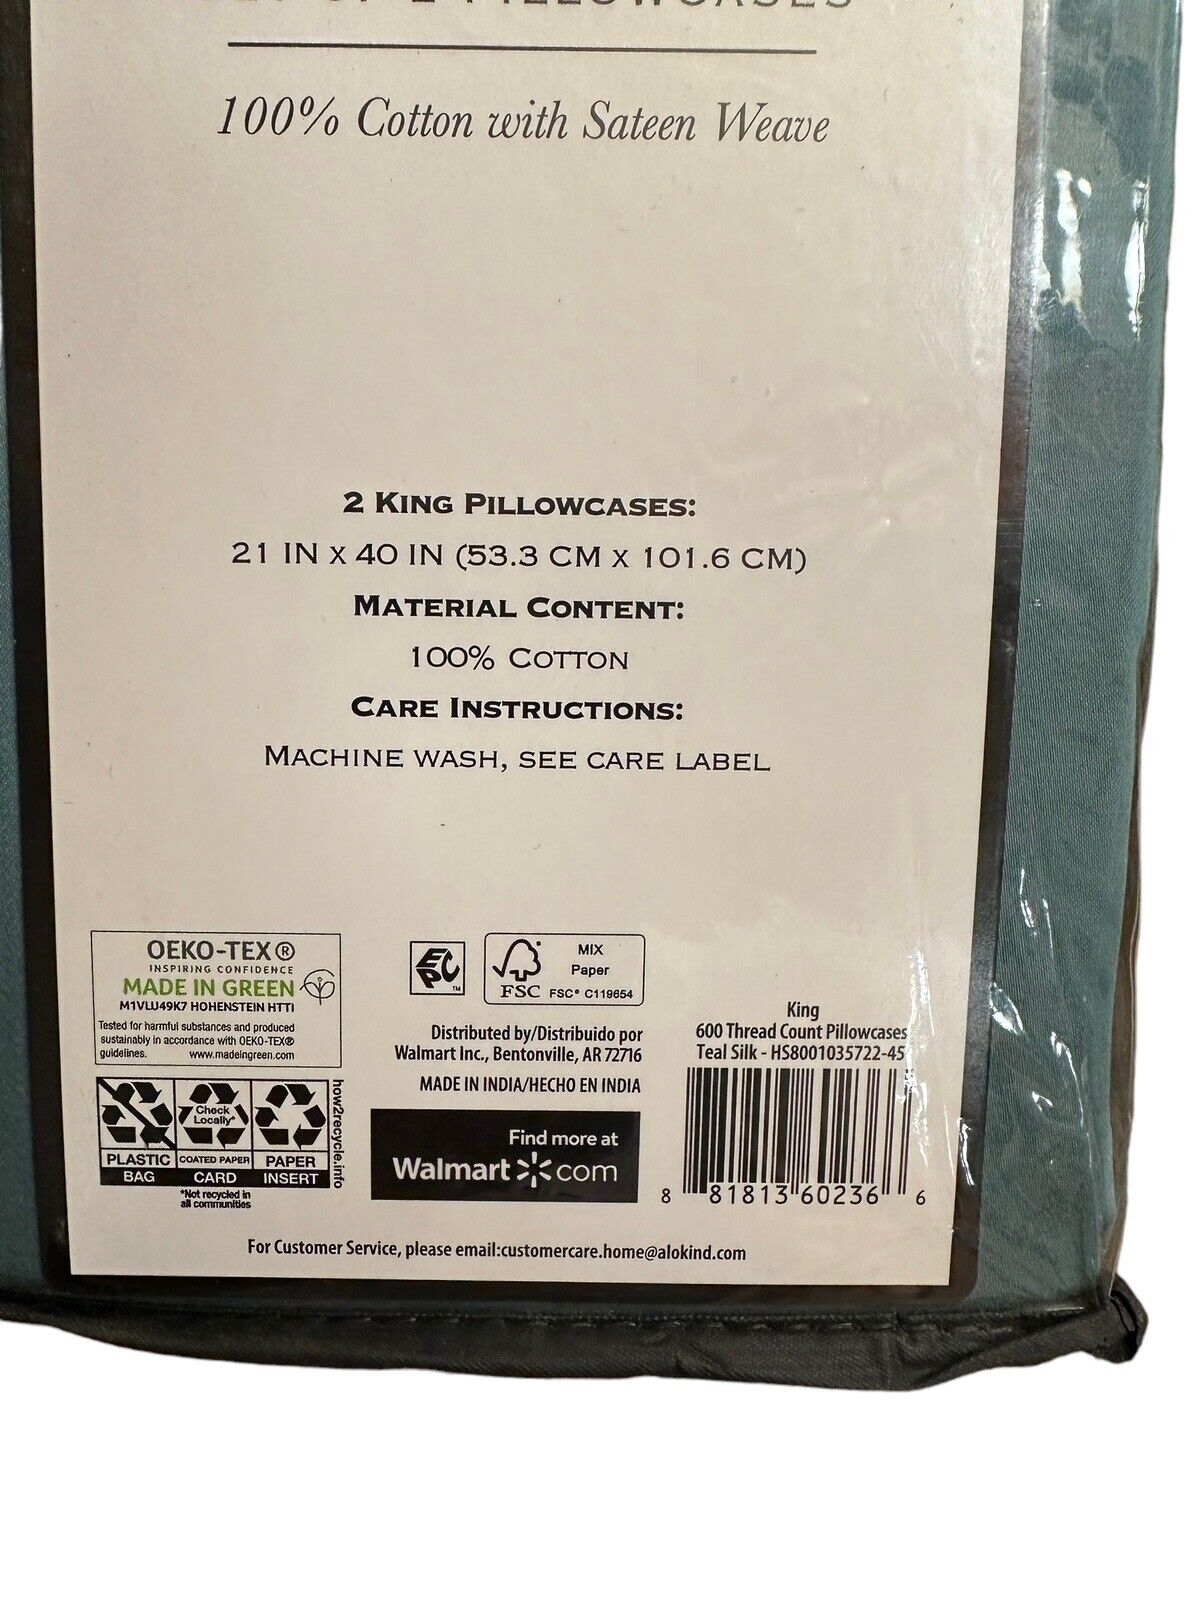 SET OF 2 PILLOWCASES
100% Cotton with Sateen Weave
2 KING PILLOWCASES:
21 IN X 40 IN (53.3 CM X 101.6 CM)
MATERIAL CONTENT:
100% COTTON
CARE INSTRUCTIONS:
MACHINE WASH, SEE CARE LABEL
OEKO-TEX®
INSPIRING CONFIDENCE
MADE IN GREEN
M1VLU49K7 HOHENSTEIN HTTI
Tested for harmful substances and produced
sustainably in accordance with OEKO-TEX®
guidelines. www.madeingreen.com
Check
Locally*
PLASTIC COATED PAPER PAPER
BAG CARD INSERT
*Not recycled in
all communities
how2recycle.info
EPC™
FSC
MIX
Paper
FSC® C119654
Distributed by/Distribuido por
Walmart Inc., Bentonville, AR 72716
MADE IN INDIA/HECHO EN INDIA
Find more at
Walmart.com
King
600 Thread Count Pillowcases
Teal Silk - HS8001035722-45
8 81813 60236 6
For Customer Service, please email:customercare.home@alokind.com